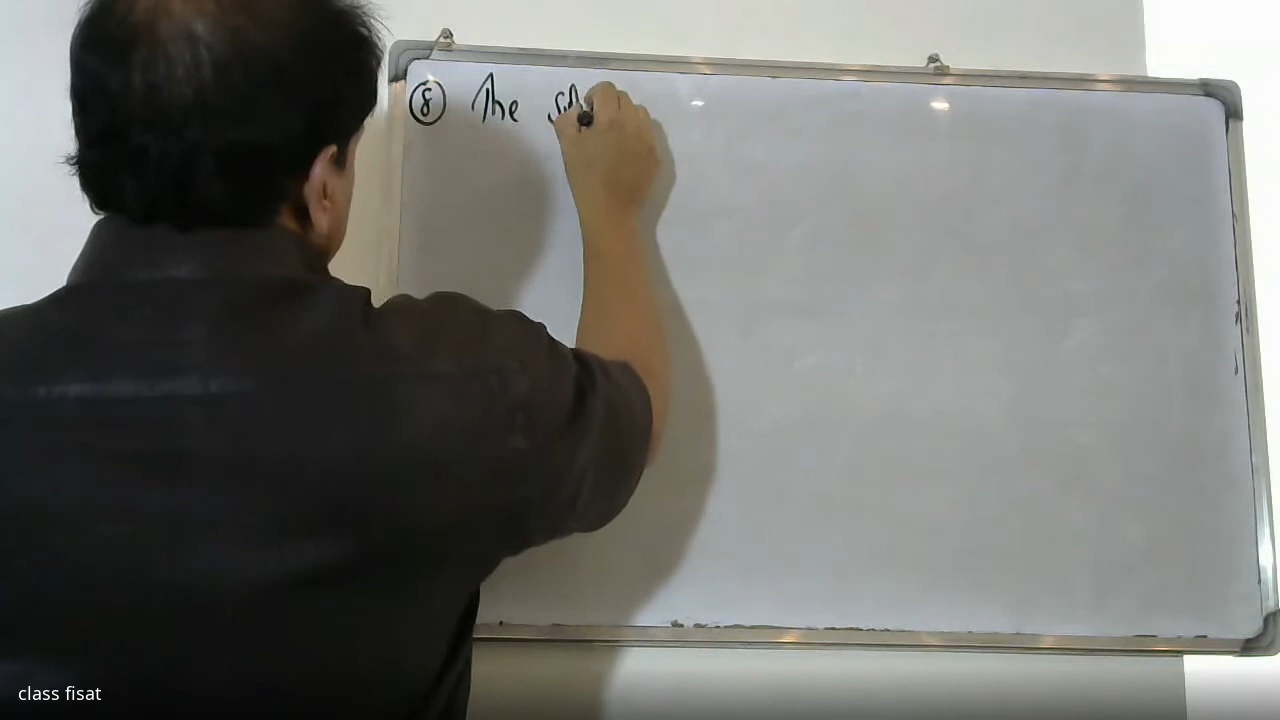 ⑧ The
class fisat